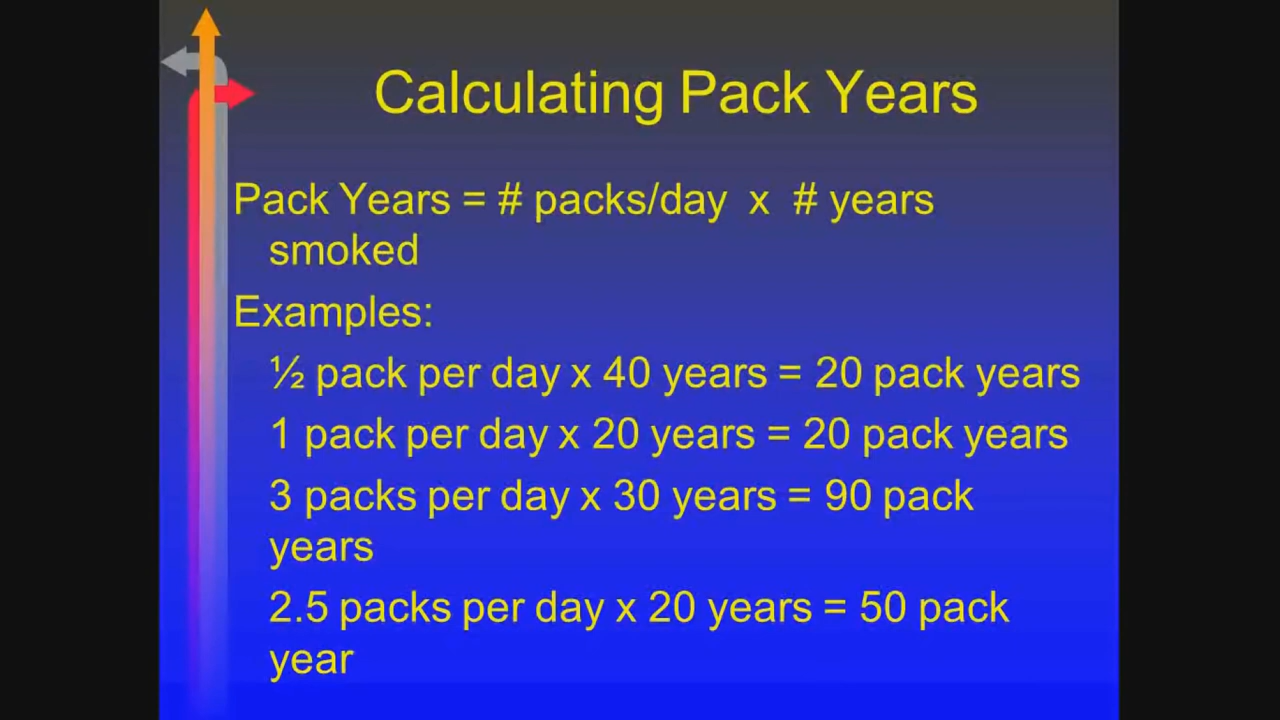 Calculating Pack Years
Pack Years = # packs/day x # years
smoked
Examples:
½ pack per day x 40 years = 20 pack years
1 pack per day x 20 years = 20 pack years
3 packs per day x 30 years = 90 pack
years
2.5 packs per day x 20 years = 50 pack
year